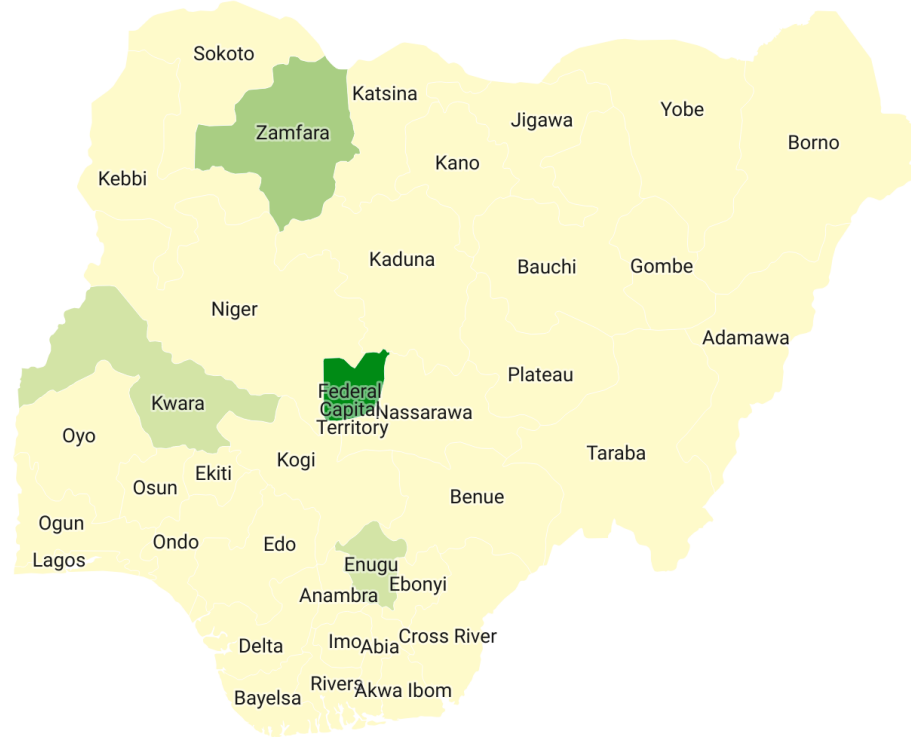 Sokoto
Katsina
Zamfara
Jigawa
Yobe
Borno
Kano
Kebbi
Kaduna
Bauchi
Gombe
Niger
Adamawa
Plateau
Federal
Capital
Territory
Nassarawa
Kwara
Oyo
Taraba
Kogi
Ekiti
Osun
Benue
Ogun
Ondo
Edo
Lagos
Enugu
Ebonyi
Anambra
Cross River
Imo
Abia
Delta
Rivers
Akwa Ibom
Bayelsa